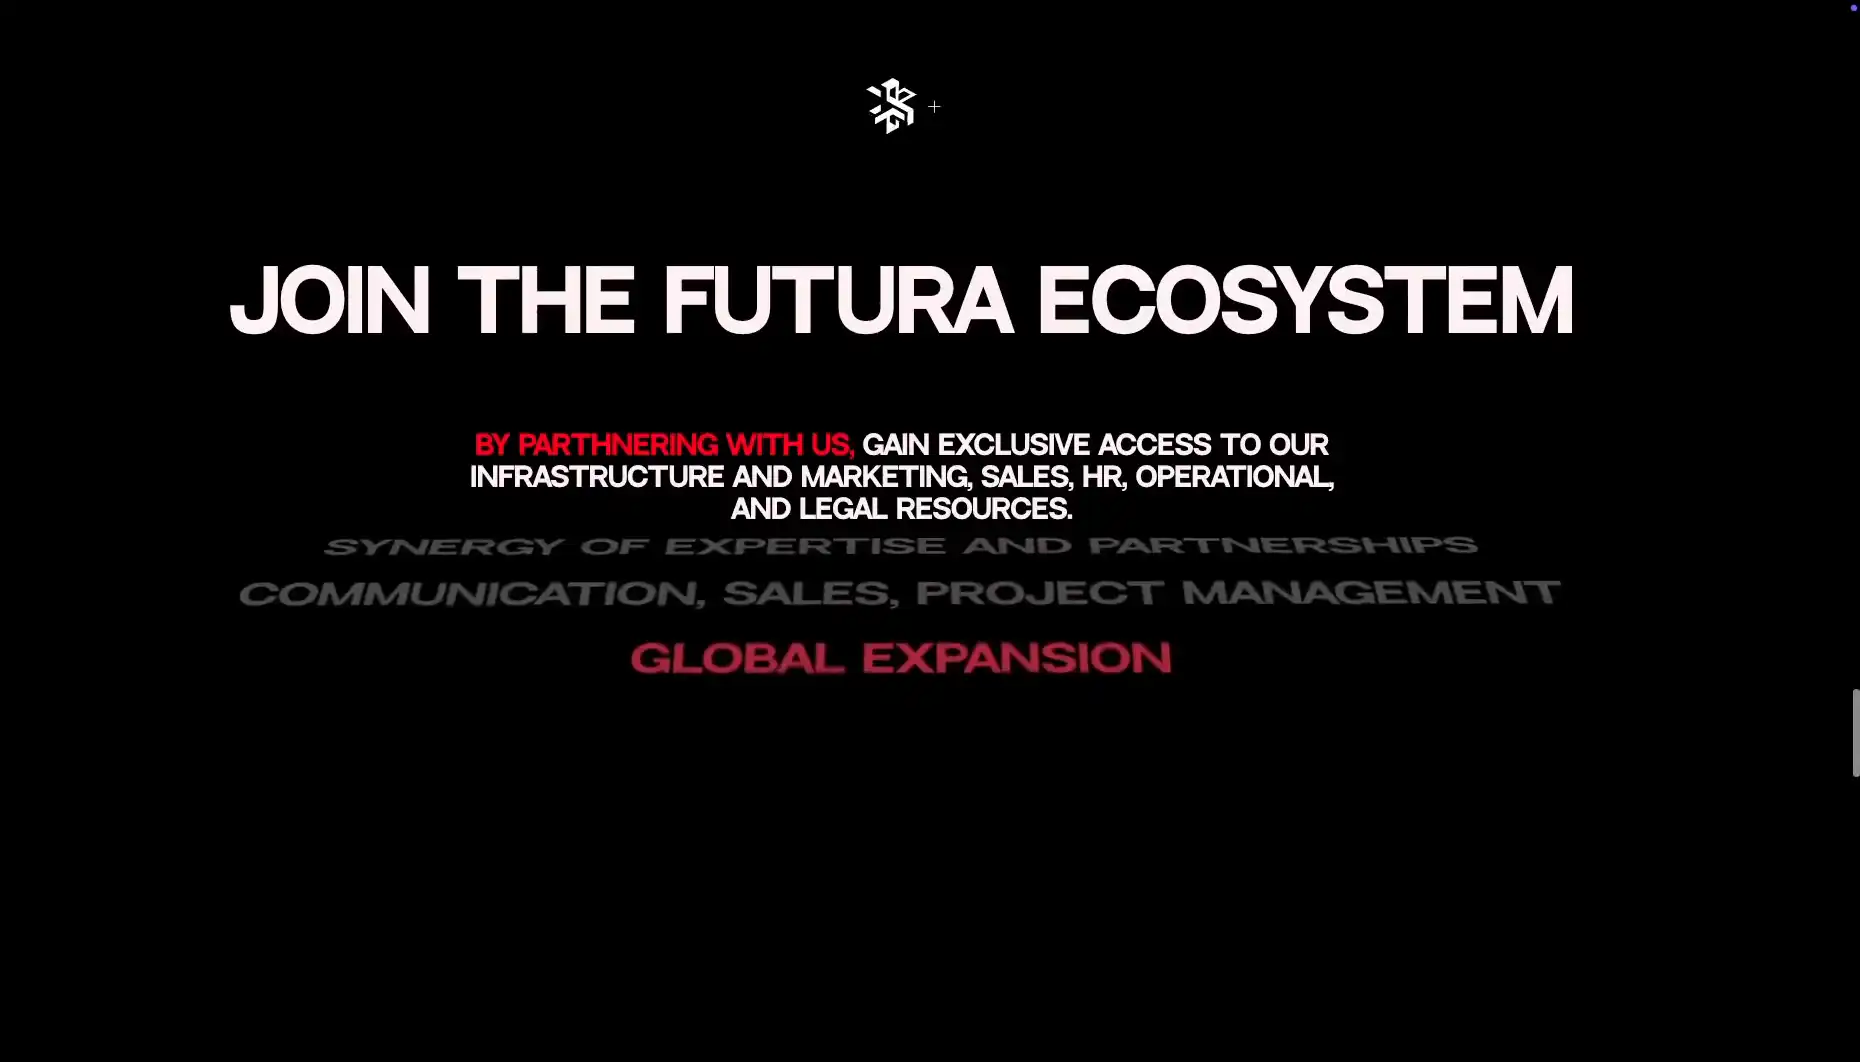 JOIN THE FUTURA ECOSYSTEM
BY PARTHNERING WITH US, GAIN EXCLUSIVE ACCESS TO OUR
INFRASTRUCTURE AND MARKETING, SALES, HR, OPERATIONAL,
AND LEGAL RESOURCES.
SYNERGY OF EXPERTISE AND PARTNERSHIPS
COMMUNICATION, SALES, PROJECT MANAGEMENT
GLOBAL EXPANSION